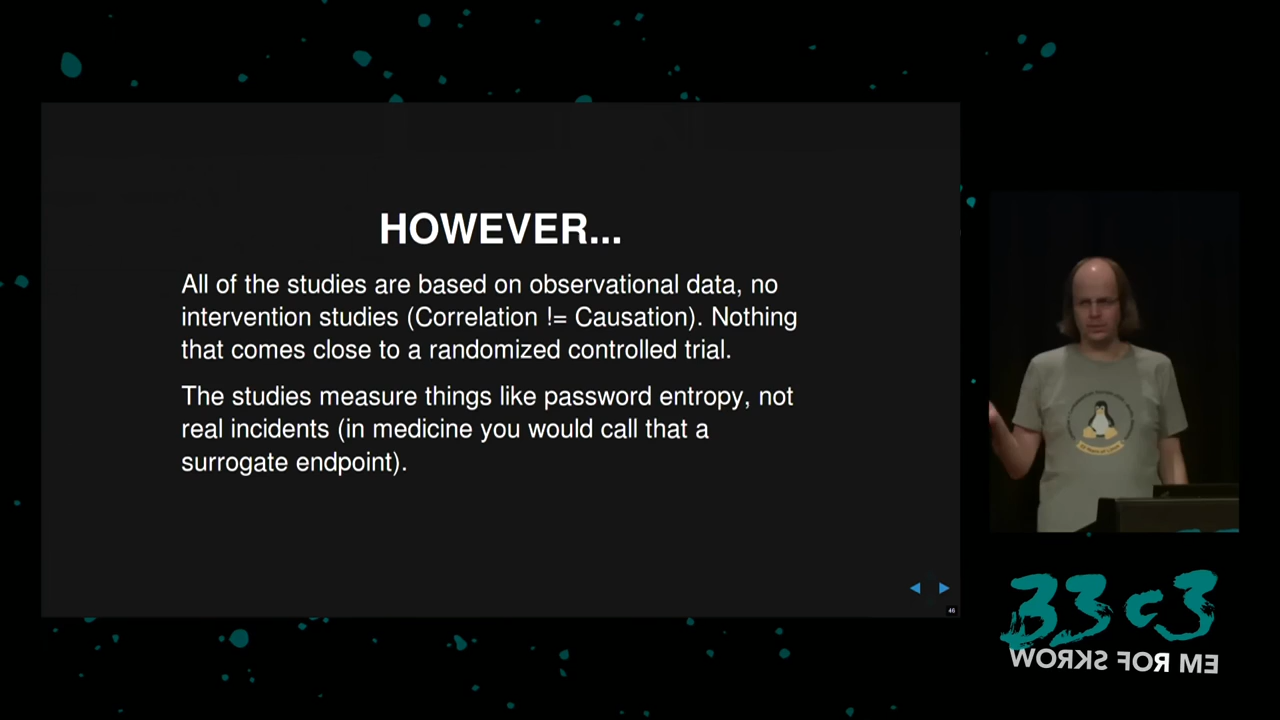 HOWEVER...
All of the studies are based on observational data, no
intervention studies (Correlation != Causation). Nothing
that comes close to a randomized controlled trial.
The studies measure things like password entropy, not
real incidents (in medicine you would call that a
surrogate endpoint).
46
33c3
WORKS FOR ME